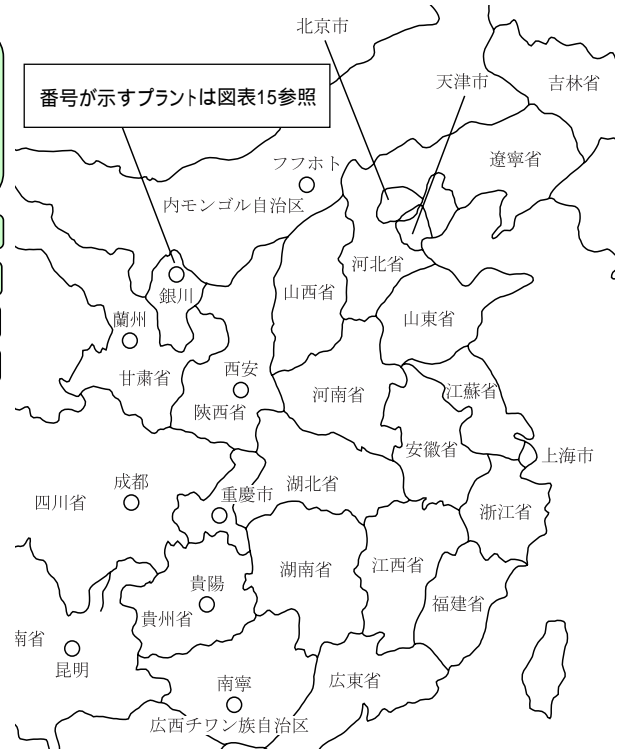 北京市
天津市
吉林省
番号が示すプラントは図表15参照
遼寧省
フフホト
内モンゴル自治区
河北省
銀川
山西省
山東省
蘭州
甘粛省
西安
陝西省
河南省
江蘇省
安徽省
上海市
成都
四川省
重慶市
湖北省
浙江省
湖南省
江西省
貴陽
貴州省
福建省
南省
昆明
南寧
広東省
広西チワン族自治区